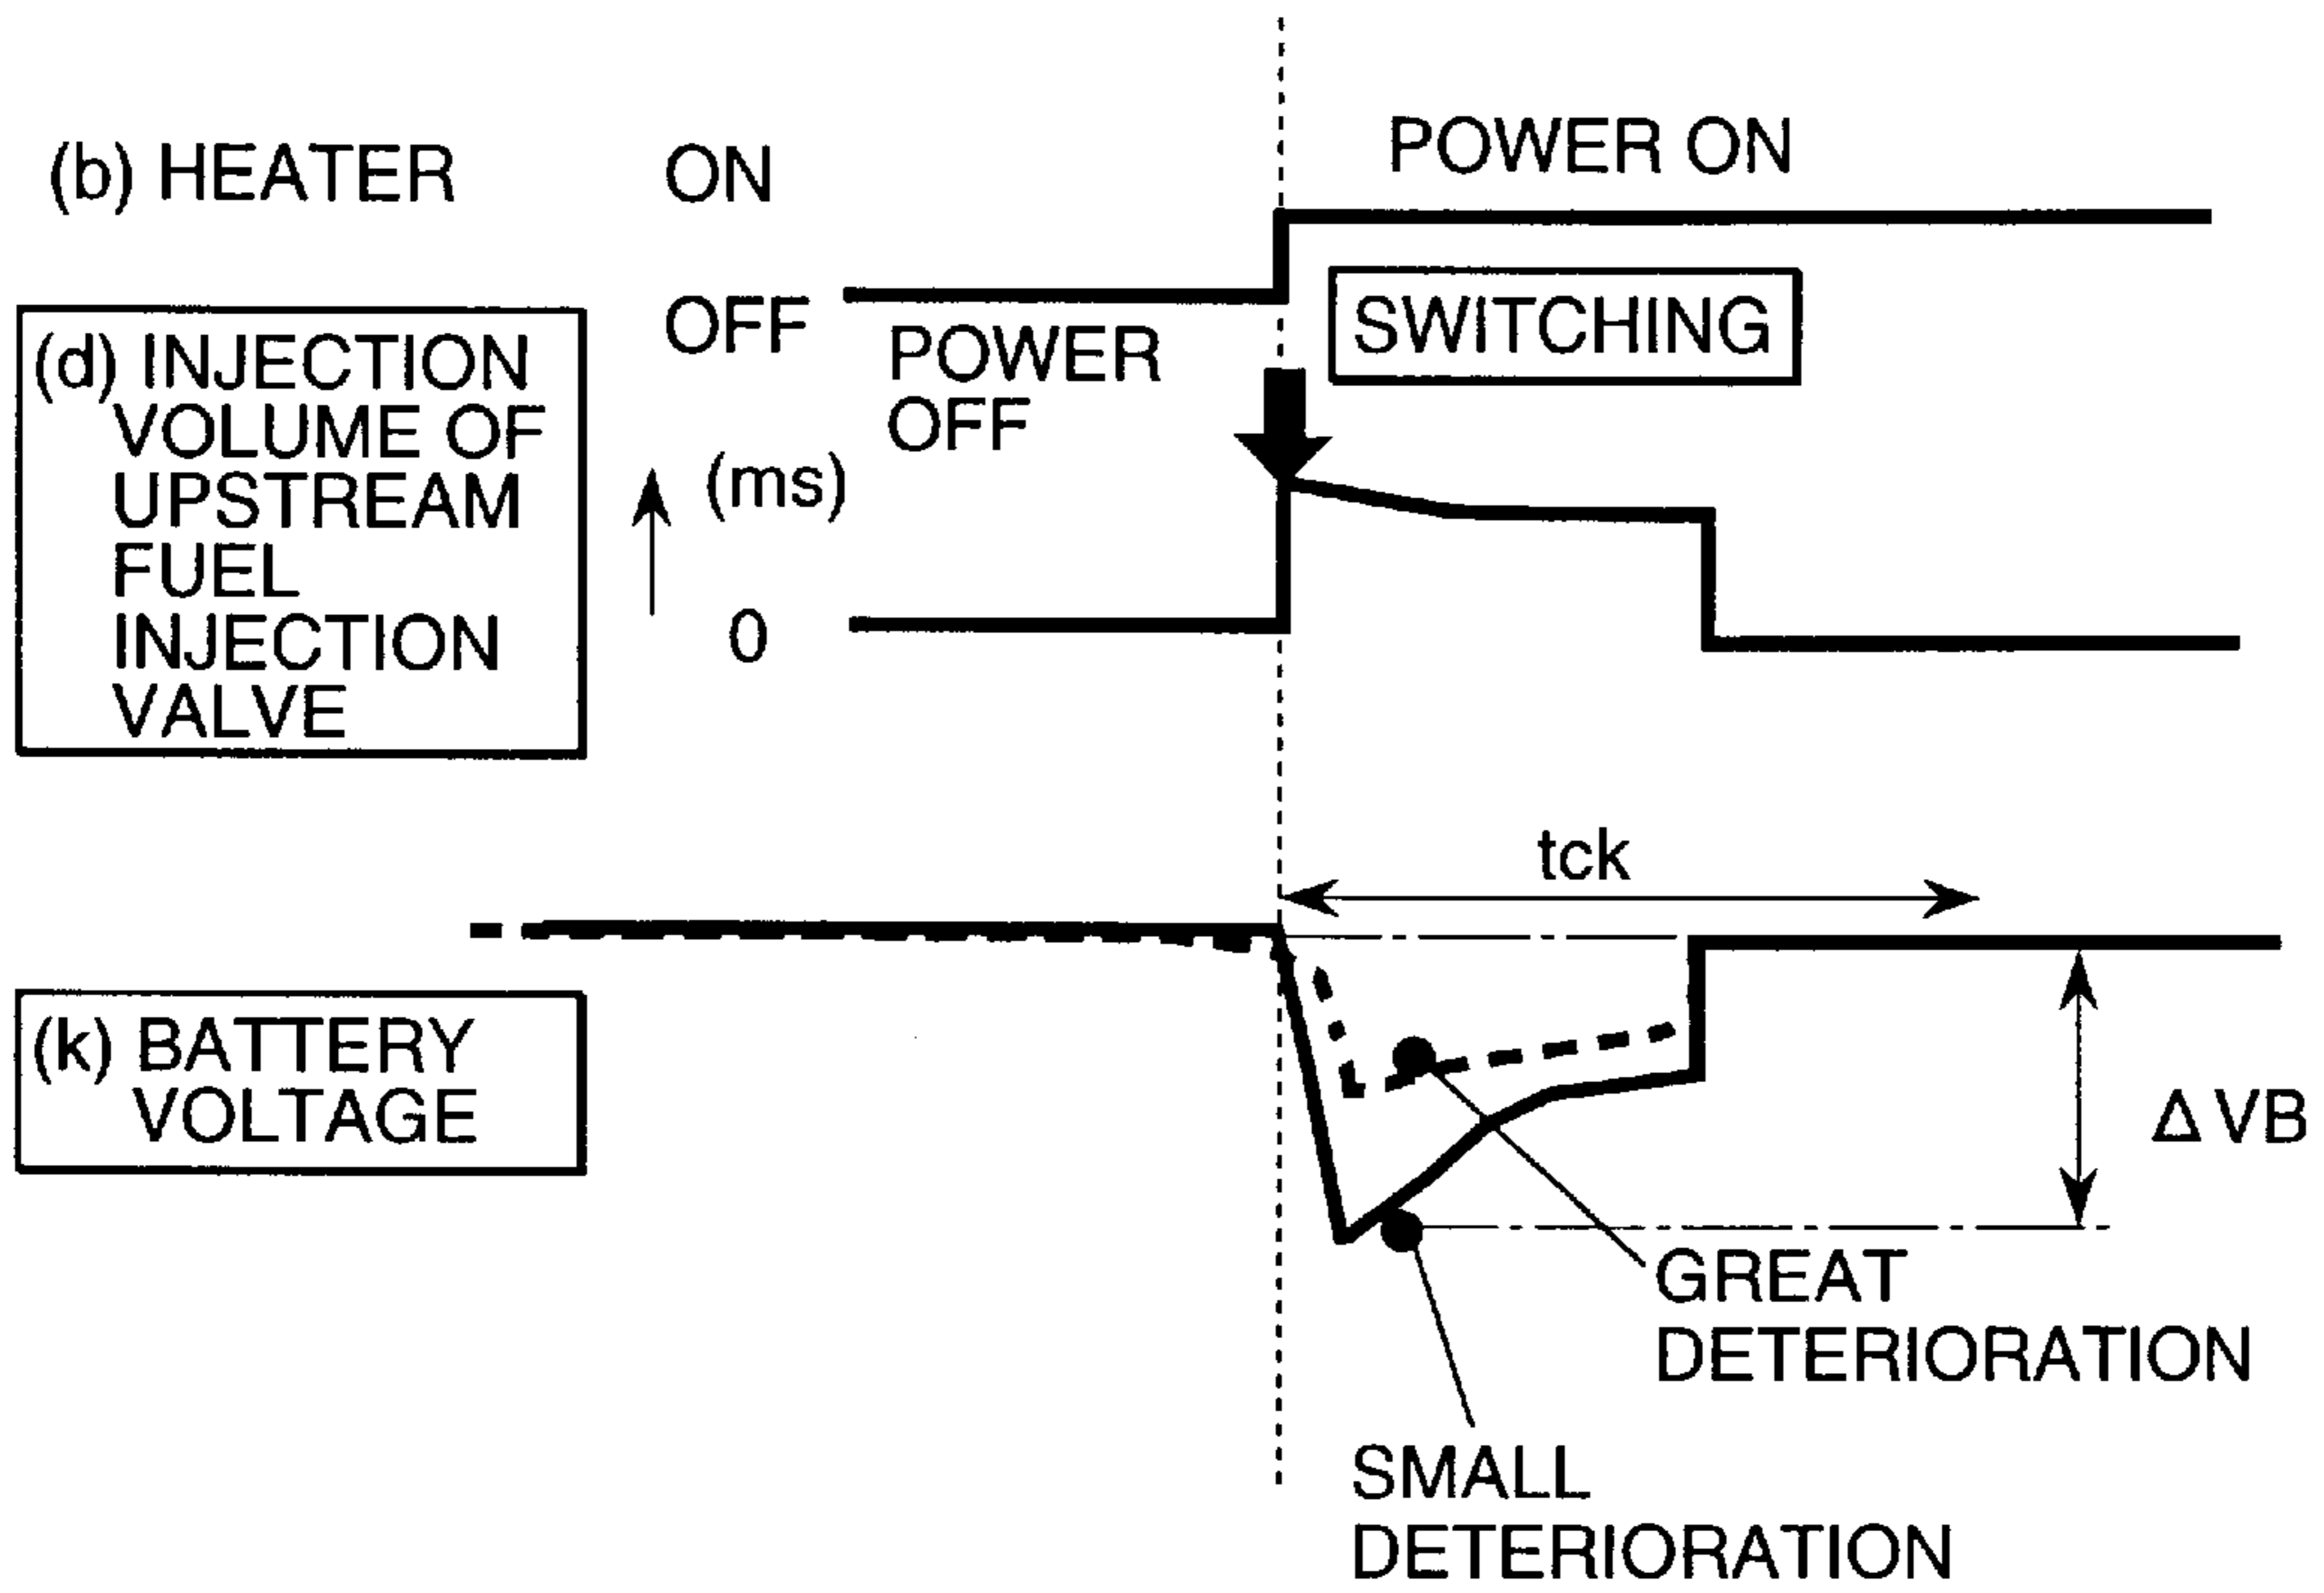 (b) HEATER
ON
POWER ON
OFF
POWER
OFF
SWITCHING
(d) INJECTION
VOLUME OF
UPSTREAM
FUEL
INJECTION
VALVE
(ms)
0
tck
(k) BATTERY
VOLTAGE
Δ VB
GREAT
DETERIORATION
SMALL
DETERIORATION